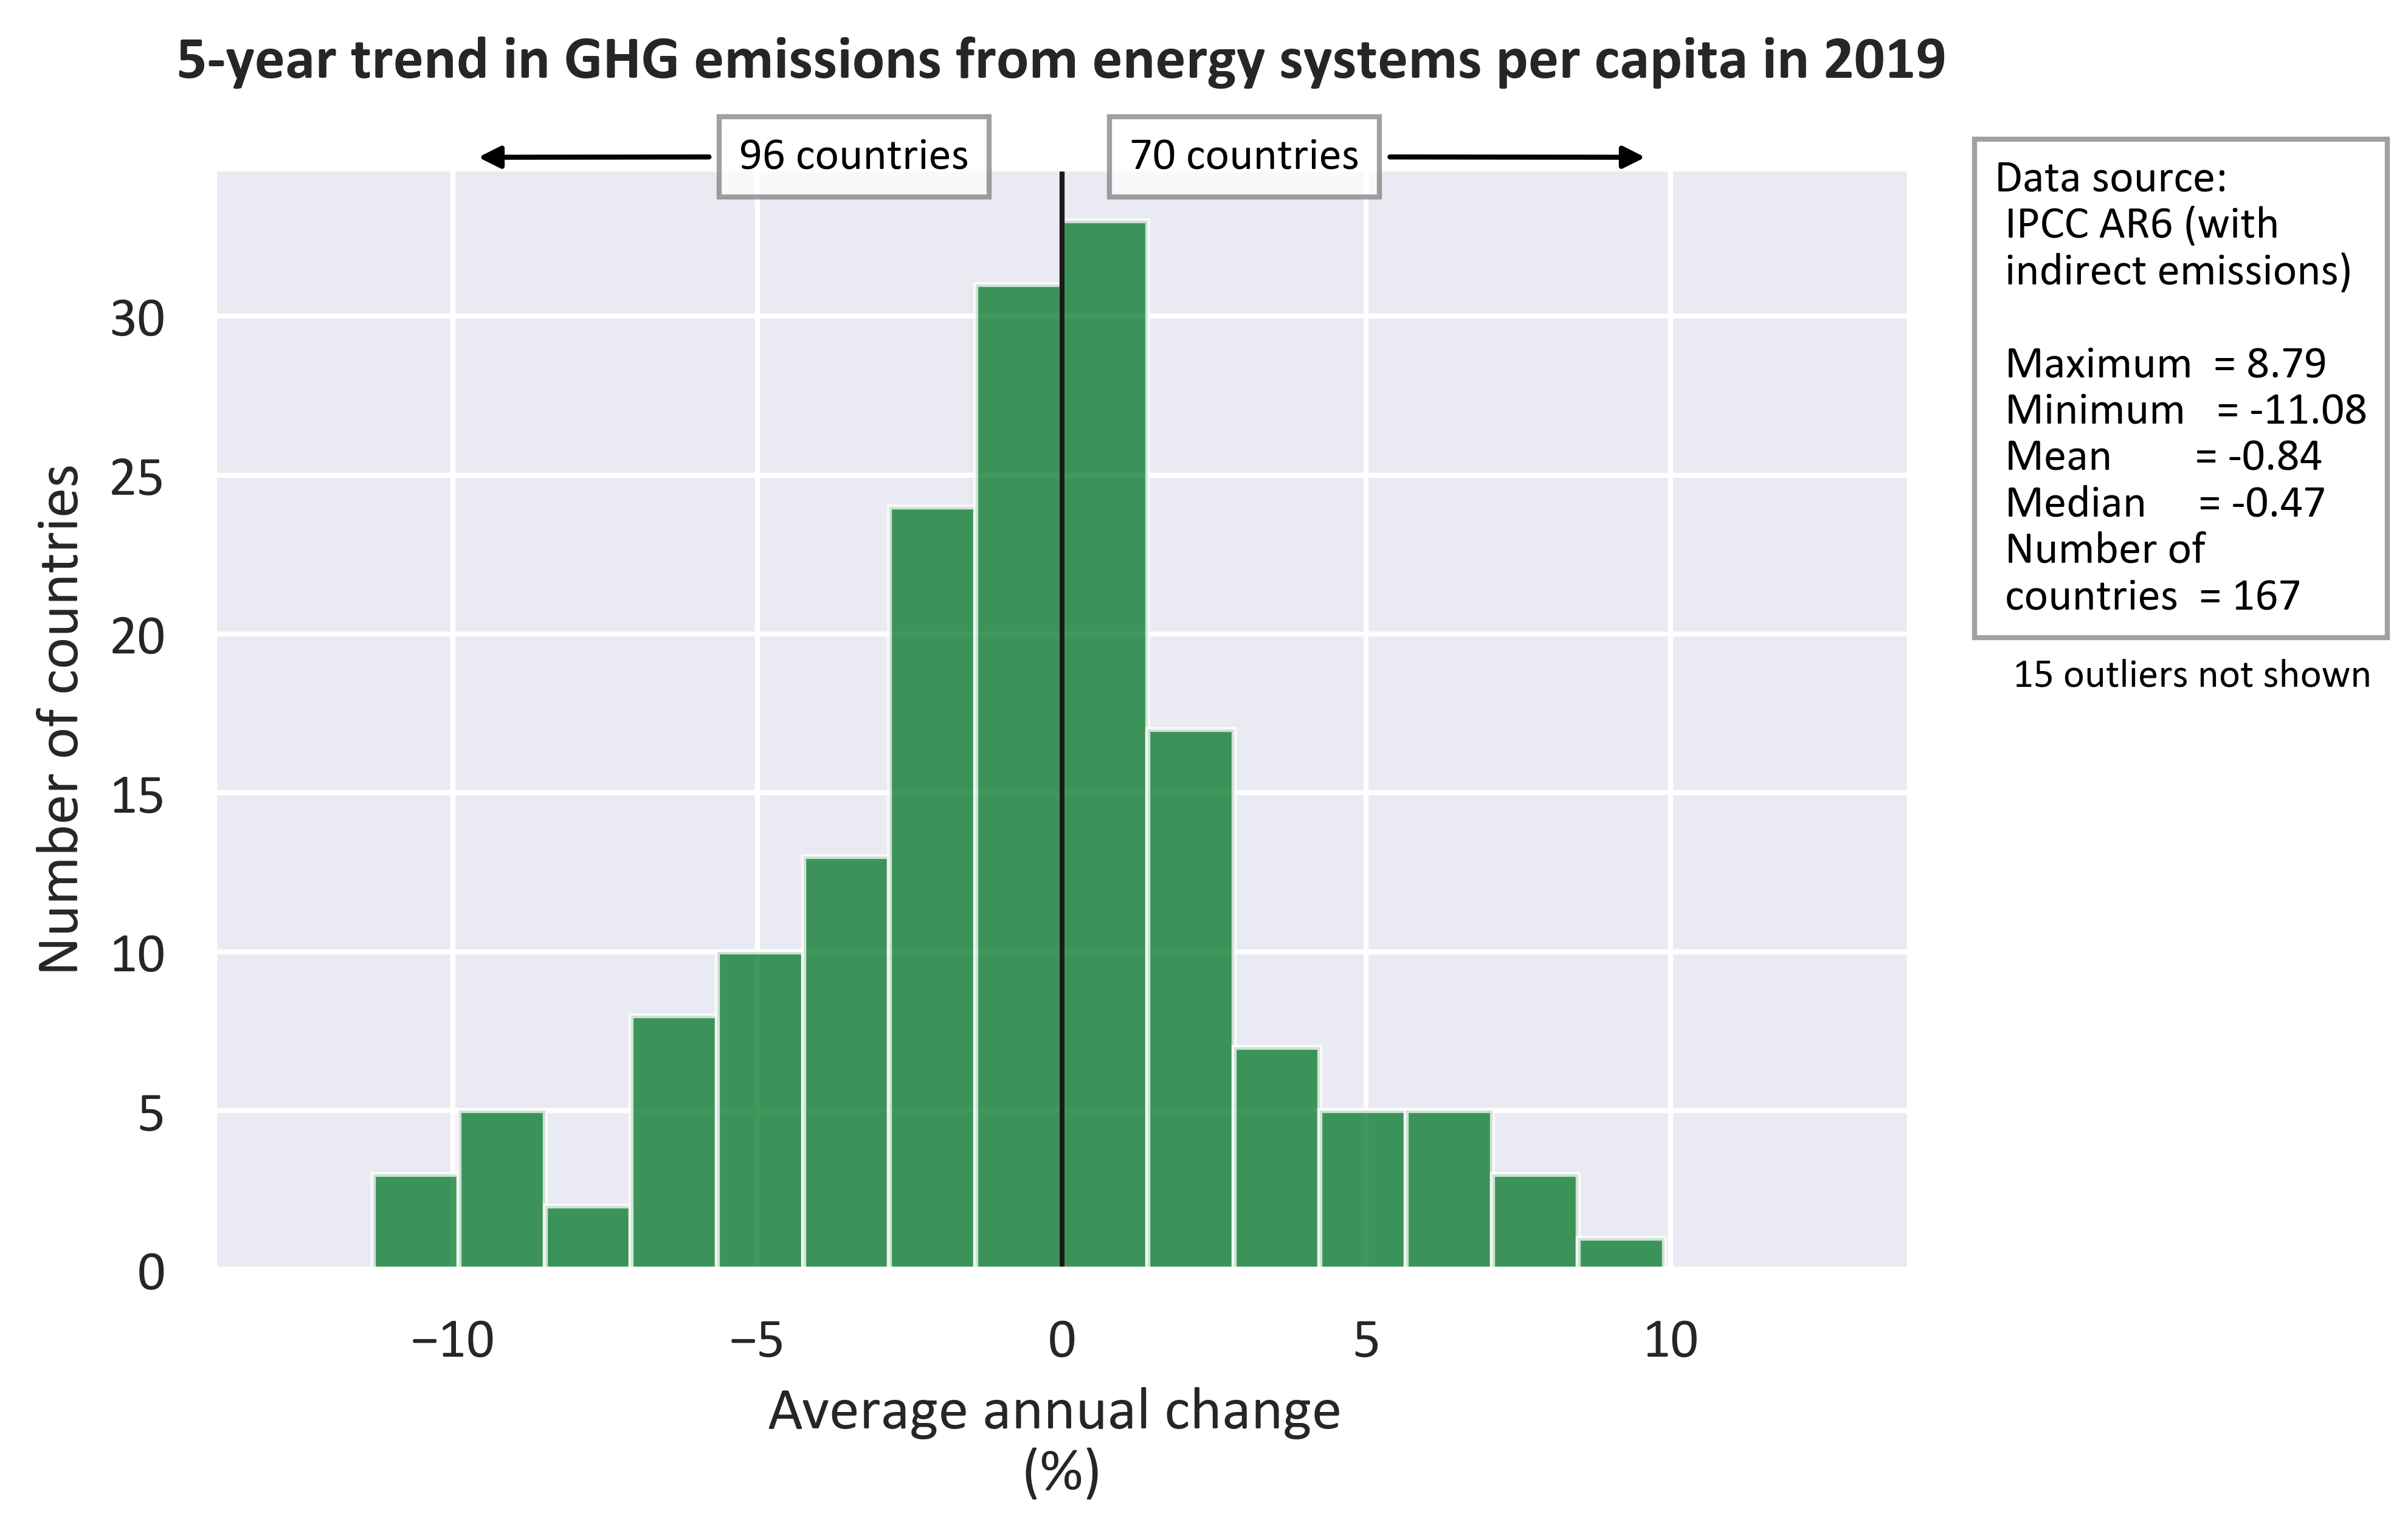 5-year trend in GHG emissions from energy systems per capita in 2019
96 countries
70 countries
Data source:
IPCC AR6 (with
indirect emissions)
Maximum = 8.79
Minimum = -11.08
Mean = -0.84
Median = -0.47
Number of
countries = 167
15 outliers not shown
Number of countries
30
25
20
15
10
5
0
−10 −5 0 5 10
Average annual change
(%)